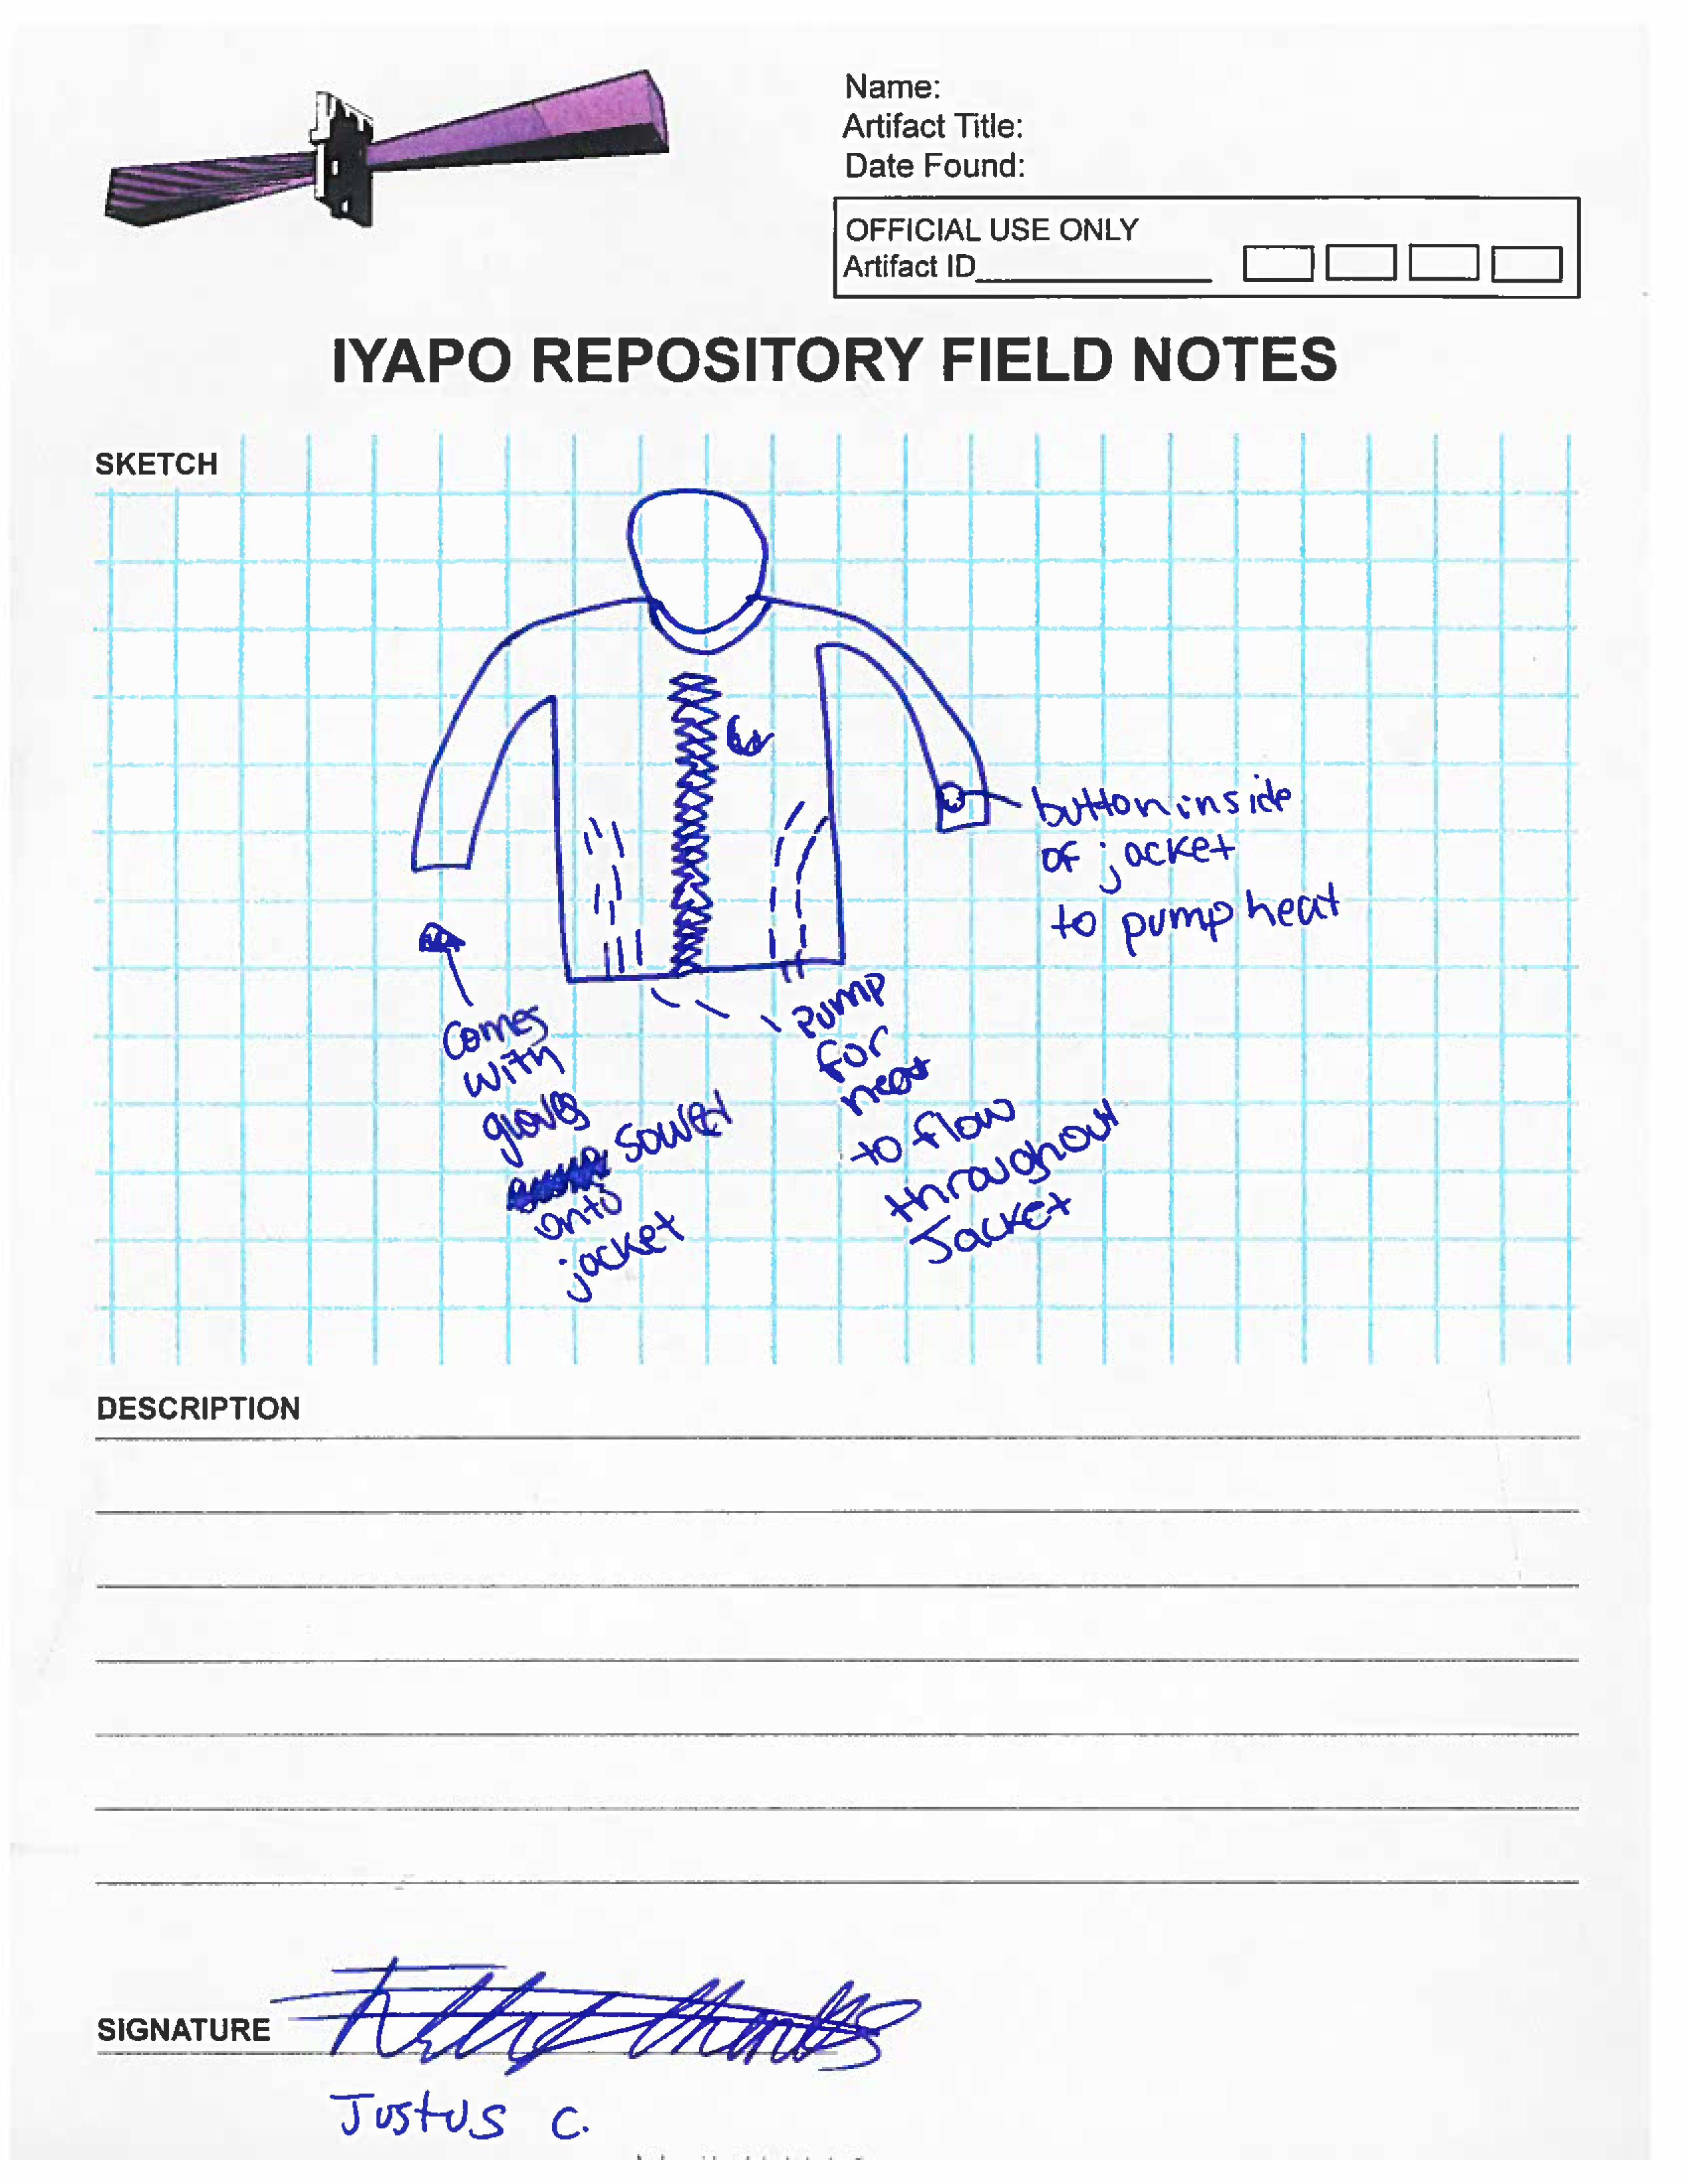 Name:
Artifact Title:
Date Found:
OFFICIAL USE ONLY
Artifact ID
IYAPO REPOSITORY FIELD NOTES
SKETCH
button inside
of jacket
to pump heat
comes
with
gloves
sowed
onto
jacket
pump
for
heat
to flow
throughout
Jacket
DESCRIPTION
SIGNATURE
Justus C.